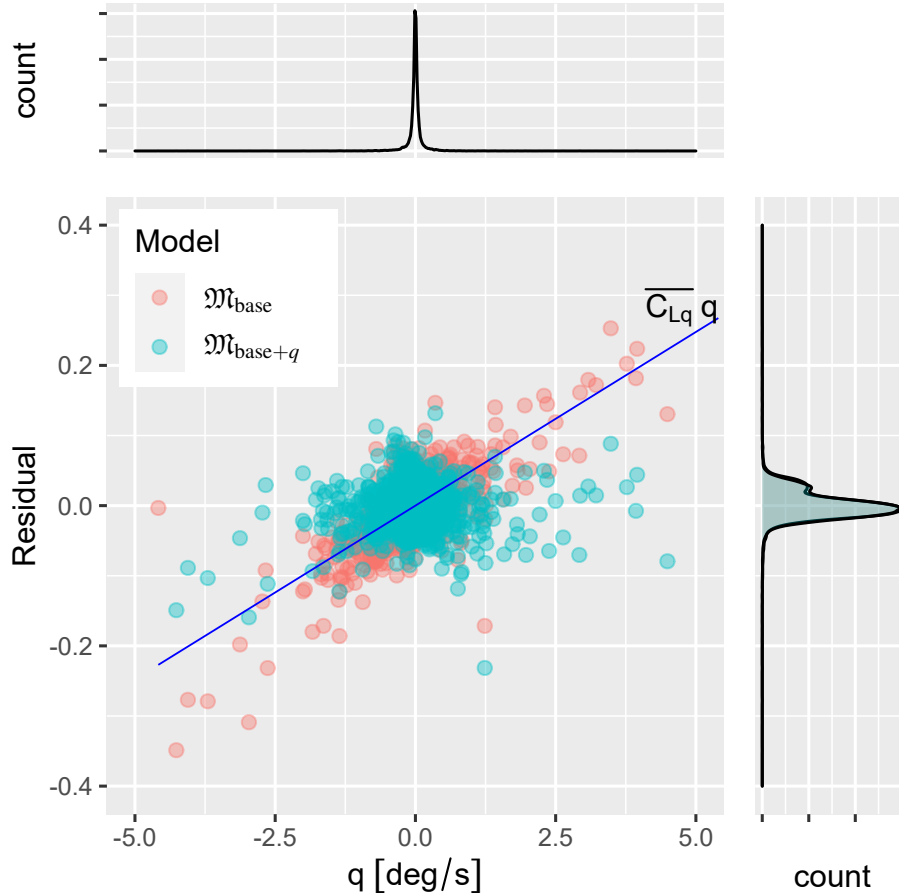 count
Model
𝔐base
𝔐base+q
C̅L̅q̅ q
0.4
0.2
0.0
-0.2
-0.4
Residual
-5.0 -2.5 0.0 2.5 5.0
q [deg/s]
count